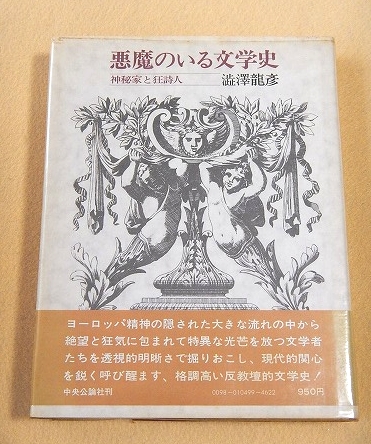 悪魔のいる文学史
神秘家と狂詩人
澁澤龍彦
ヨーロッパ精神の隠された大きな流れの中から
絶望と狂気に包まれて特異な光芒を放つ文学者
たちを透視的明晰さで掘りおこし、現代的関心
を鋭く呼び醒ます、格調高い反教壇的文学史!
中央公論社刊
0098-010499-4622
950円